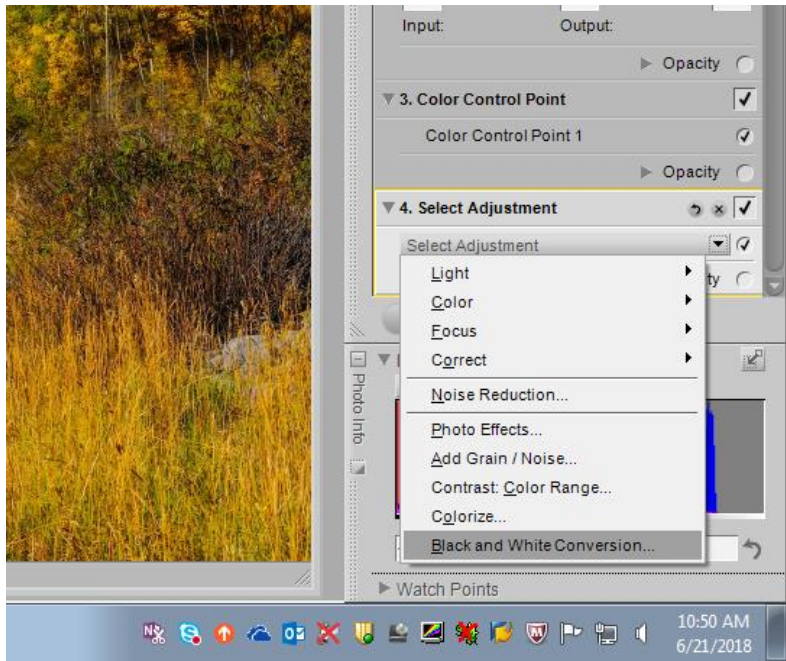 Input: Output:
Opacity
3. Color Control Point
Color Control Point 1
Opacity
4. Select Adjustment
Select Adjustment
ty
Light
Color
Focus
Correct
Noise Reduction...
Photo Effects...
Add Grain / Noise...
Contrast: Color Range...
Colorize...
Black and White Conversion...
Photo Info
Watch Points
10:50 AM
6/21/2018